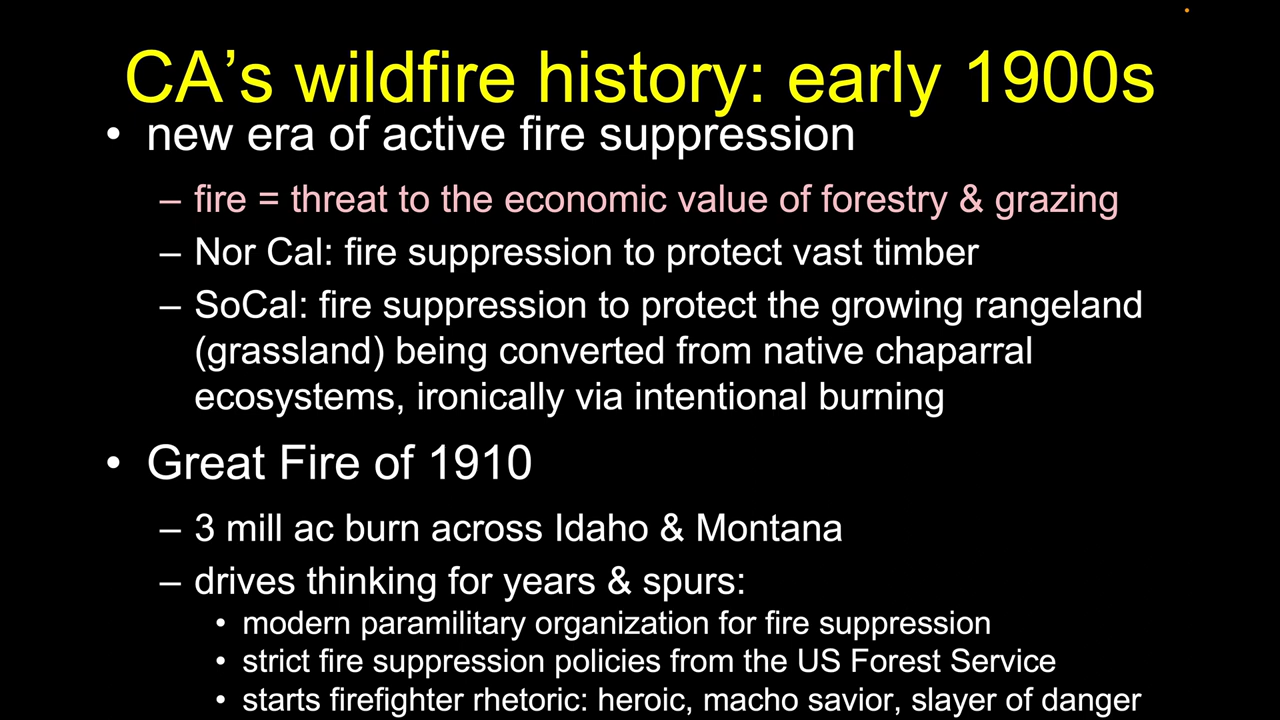 CA’s wildfire history: early 1900s
• new era of active fire suppression
– fire = threat to the economic value of forestry & grazing
– Nor Cal: fire suppression to protect vast timber
– SoCal: fire suppression to protect the growing rangeland
(grassland) being converted from native chaparral
ecosystems, ironically via intentional burning
• Great Fire of 1910
– 3 mill ac burn across Idaho & Montana
– drives thinking for years & spurs:
• modern paramilitary organization for fire suppression
• strict fire suppression policies from the US Forest Service
• starts firefighter rhetoric: heroic, macho savior, slayer of danger